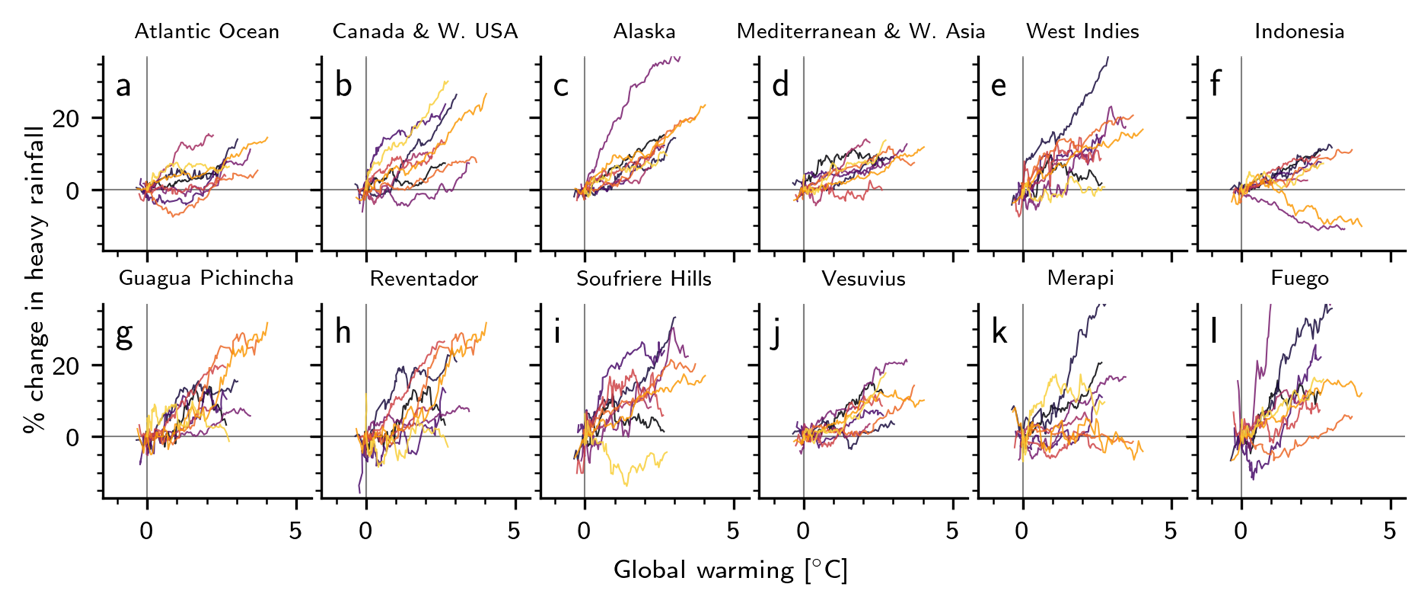 Atlantic Ocean
Canada & W. USA
Alaska
Mediterranean & W. Asia
West Indies
Indonesia
a
b
c
d
e
f
20
0
% change in heavy rainfall
Guagua Pichincha
Reventador
Soufriere Hills
Vesuvius
Merapi
Fuego
g
h
i
j
k
l
20
0
0 5 0 5 0 5 0 5 0 5 0 5
Global warming [°C]